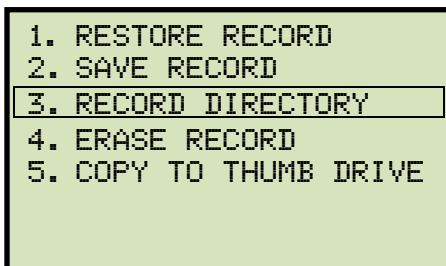 1. RESTORE RECORD
2. SAVE RECORD
3. RECORD DIRECTORY
4. ERASE RECORD
5. COPY TO THUMB DRIVE